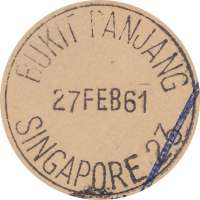 BUKIT PANJANG
27FEB61
SINGAPORE 23